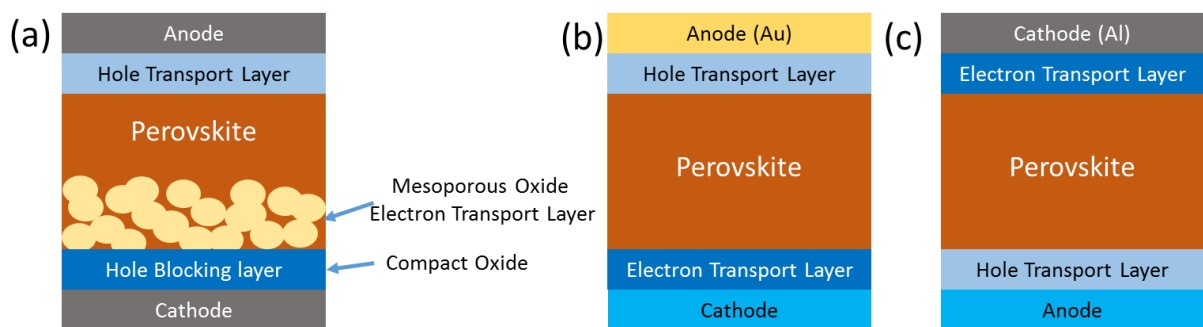 (a)
Anode
Hole Transport Layer
Perovskite
Mesoporous Oxide
Electron Transport Layer
Hole Blocking layer
Compact Oxide
Cathode
(b)
Anode (Au)
Hole Transport Layer
Perovskite
Electron Transport Layer
Cathode
(c)
Cathode (Al)
Electron Transport Layer
Perovskite
Hole Transport Layer
Anode